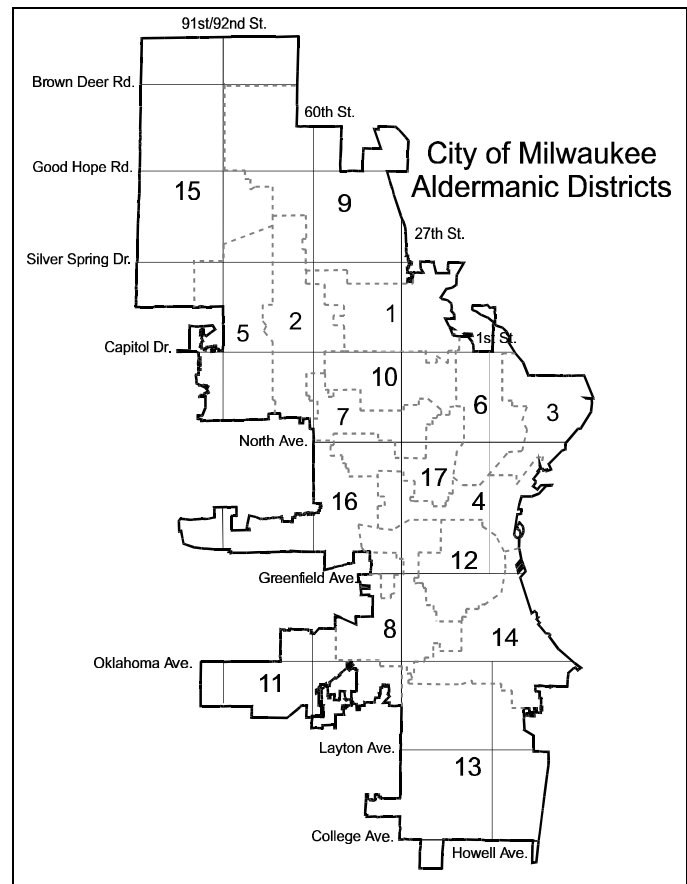 91st/92nd St.
Brown Deer Rd.
60th St.
City of Milwaukee
Aldermanic Districts
Good Hope Rd.
15
9
27th St.
Silver Spring Dr.
1
2
5
1st St.
Capitol Dr.
10
6
3
7
North Ave.
17
16
4
12
Greenfield Ave.
8
14
Oklahoma Ave.
11
Layton Ave.
13
College Ave.
Howell Ave.